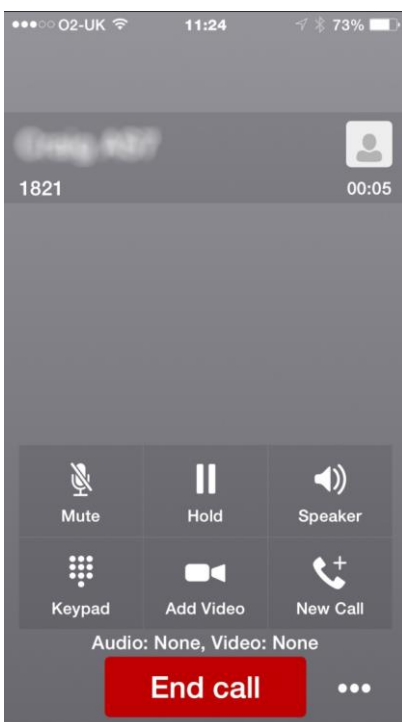 O2-UK 11:24 73%
1821 00:05
Mute Hold Speaker
Keypad Add Video New Call
Audio: None, Video: None
End call